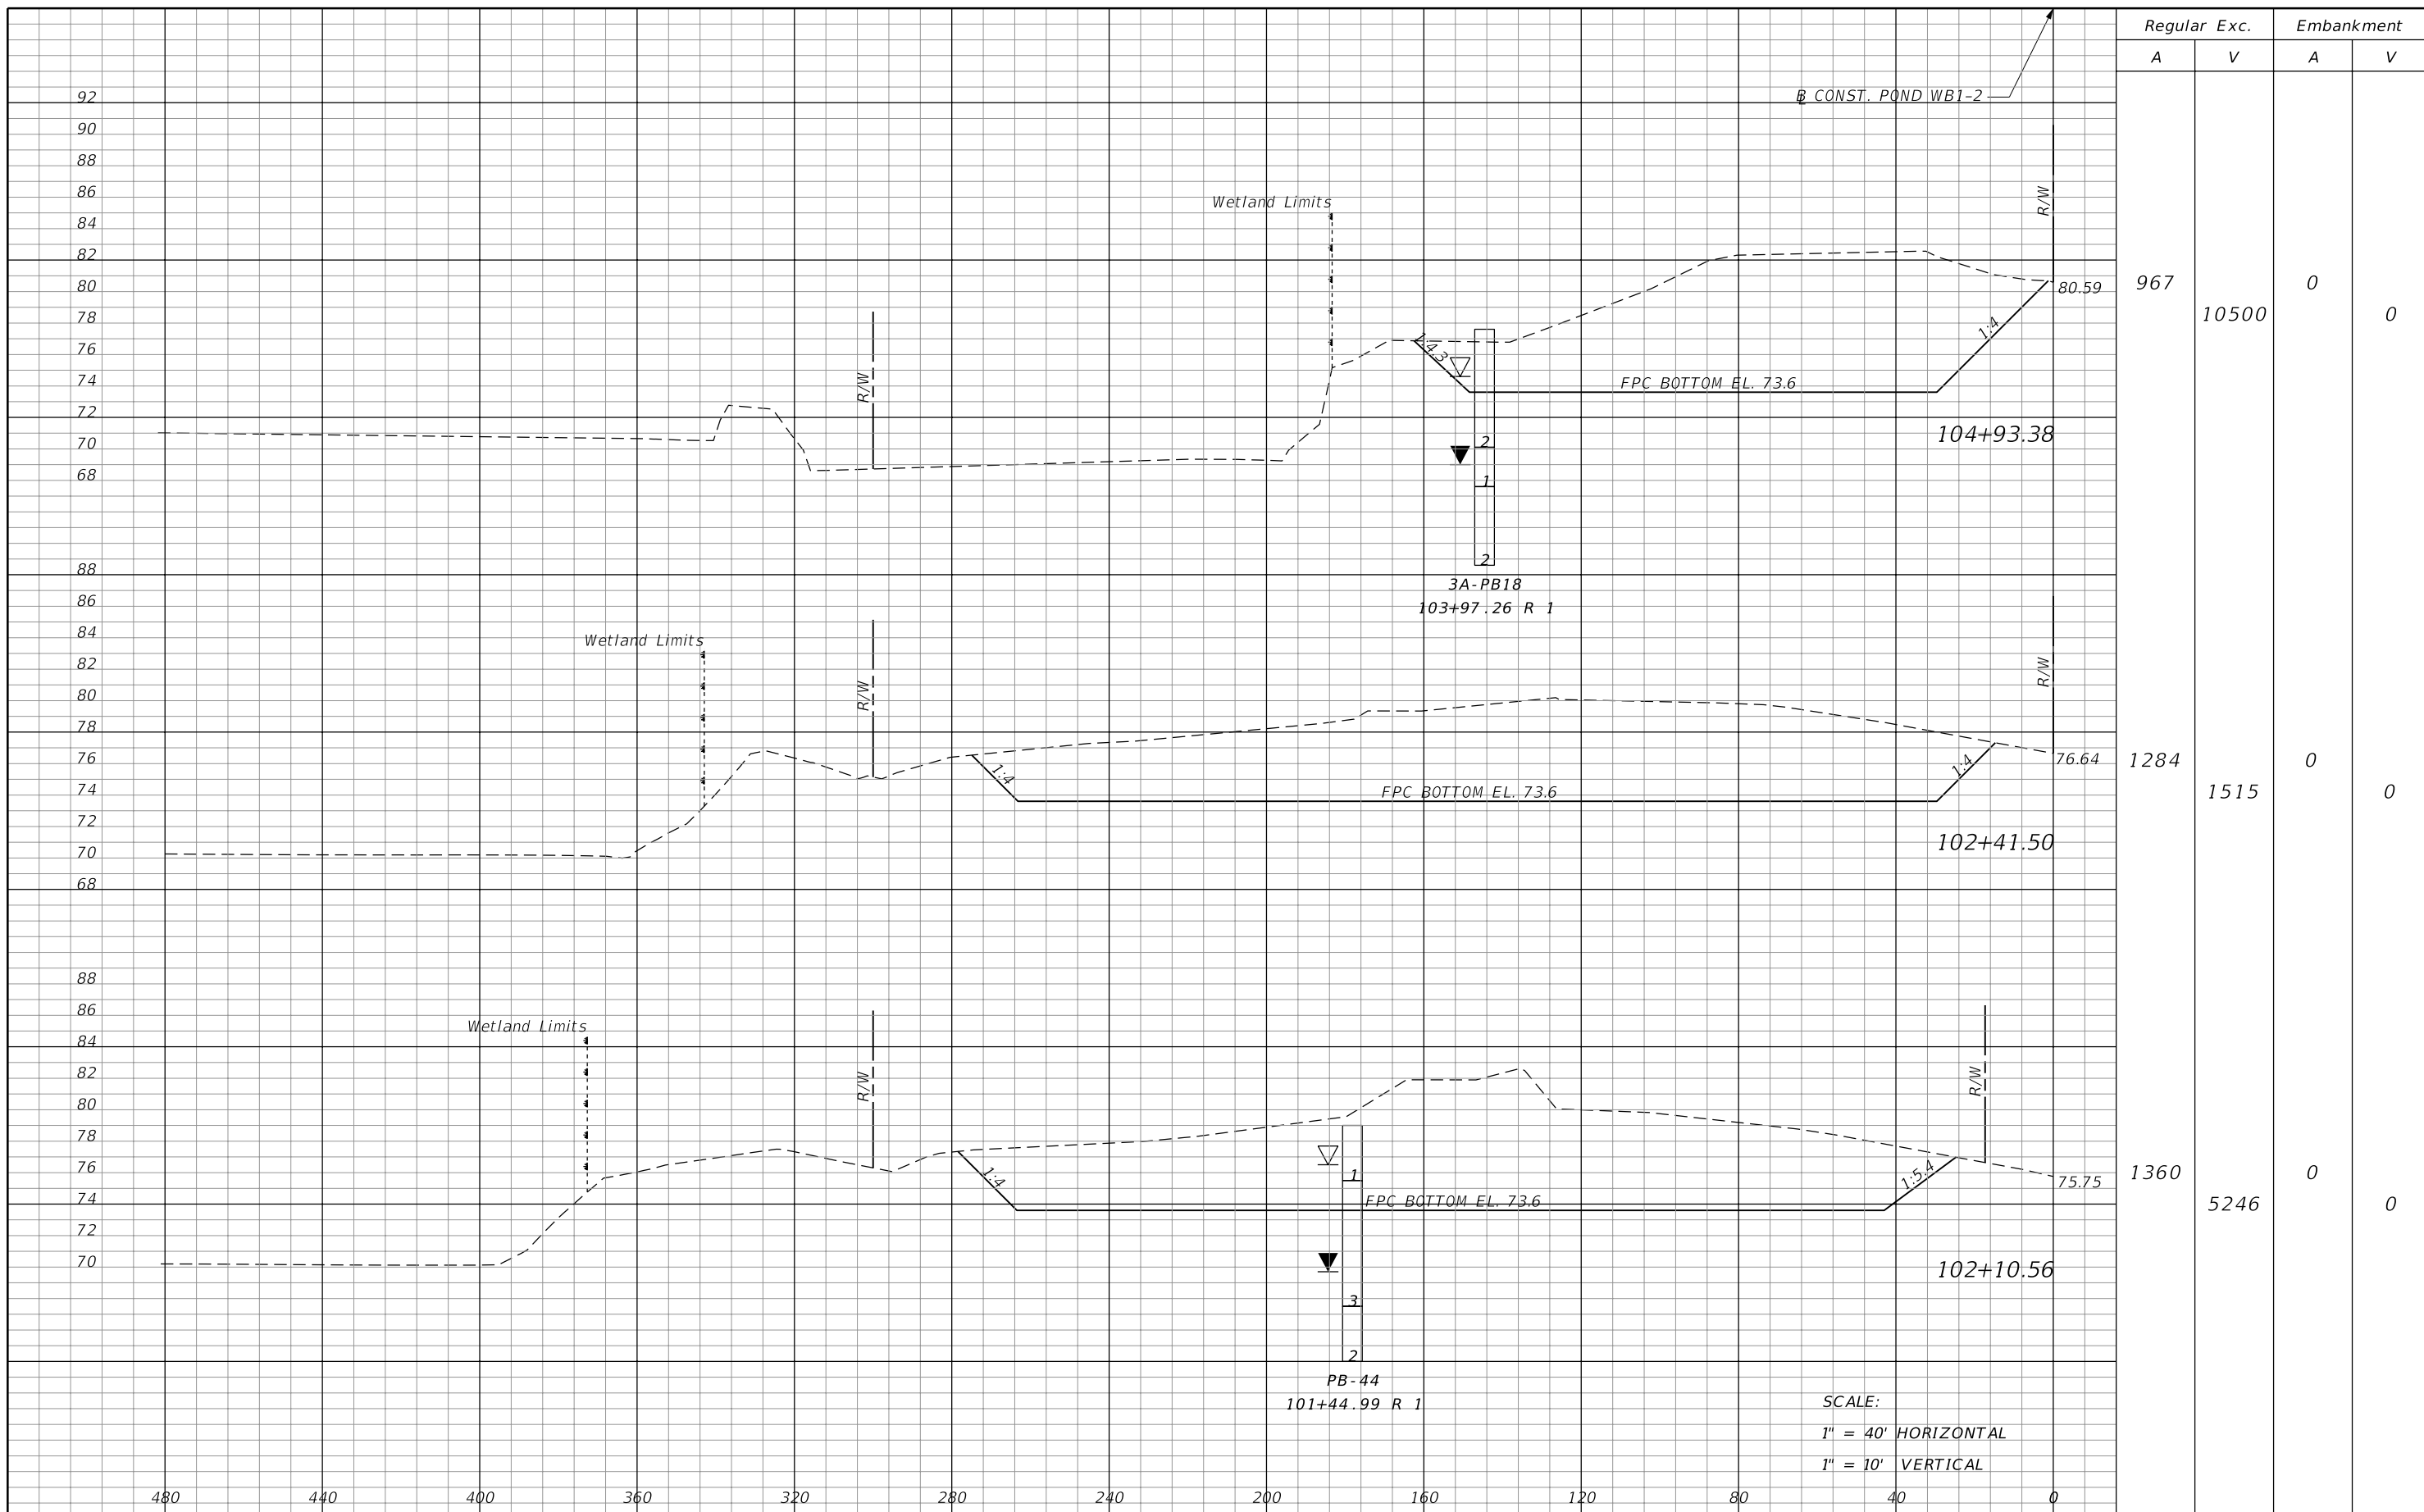 Regular Exc. Embankment
A V A V
92
℄ CONST. POND WB1-2
90
88
86
R/W
Wetland Limits
84
82
80
80.59
967 0
78
10500 0
1:4
76
1:4.3
74
R/W
FPC BOTTOM EL. 73.6
72
104+93.38
70
2
68
1
2
88
3A-PB18
86
103+97.26 R 1
84
Wetland Limits
82
R/W
80
R/W
78
76
76.64
1284 0
1:4
1:4
74
FPC BOTTOM EL. 73.6
1515 0
72
102+41.50
70
68
88
86
Wetland Limits
84
82
R/W
R/W
80
78
76
1
1:4
1:5.4
75.75
1360 0
74
FPC BOTTOM EL. 73.6
5246 0
72
70
102+10.56
3
2
PB-44
101+44.99 R 1
SCALE:
1" = 40' HORIZONTAL
1" = 10' VERTICAL
480 440 400 360 320 280 240 200 160 120 80 40 0